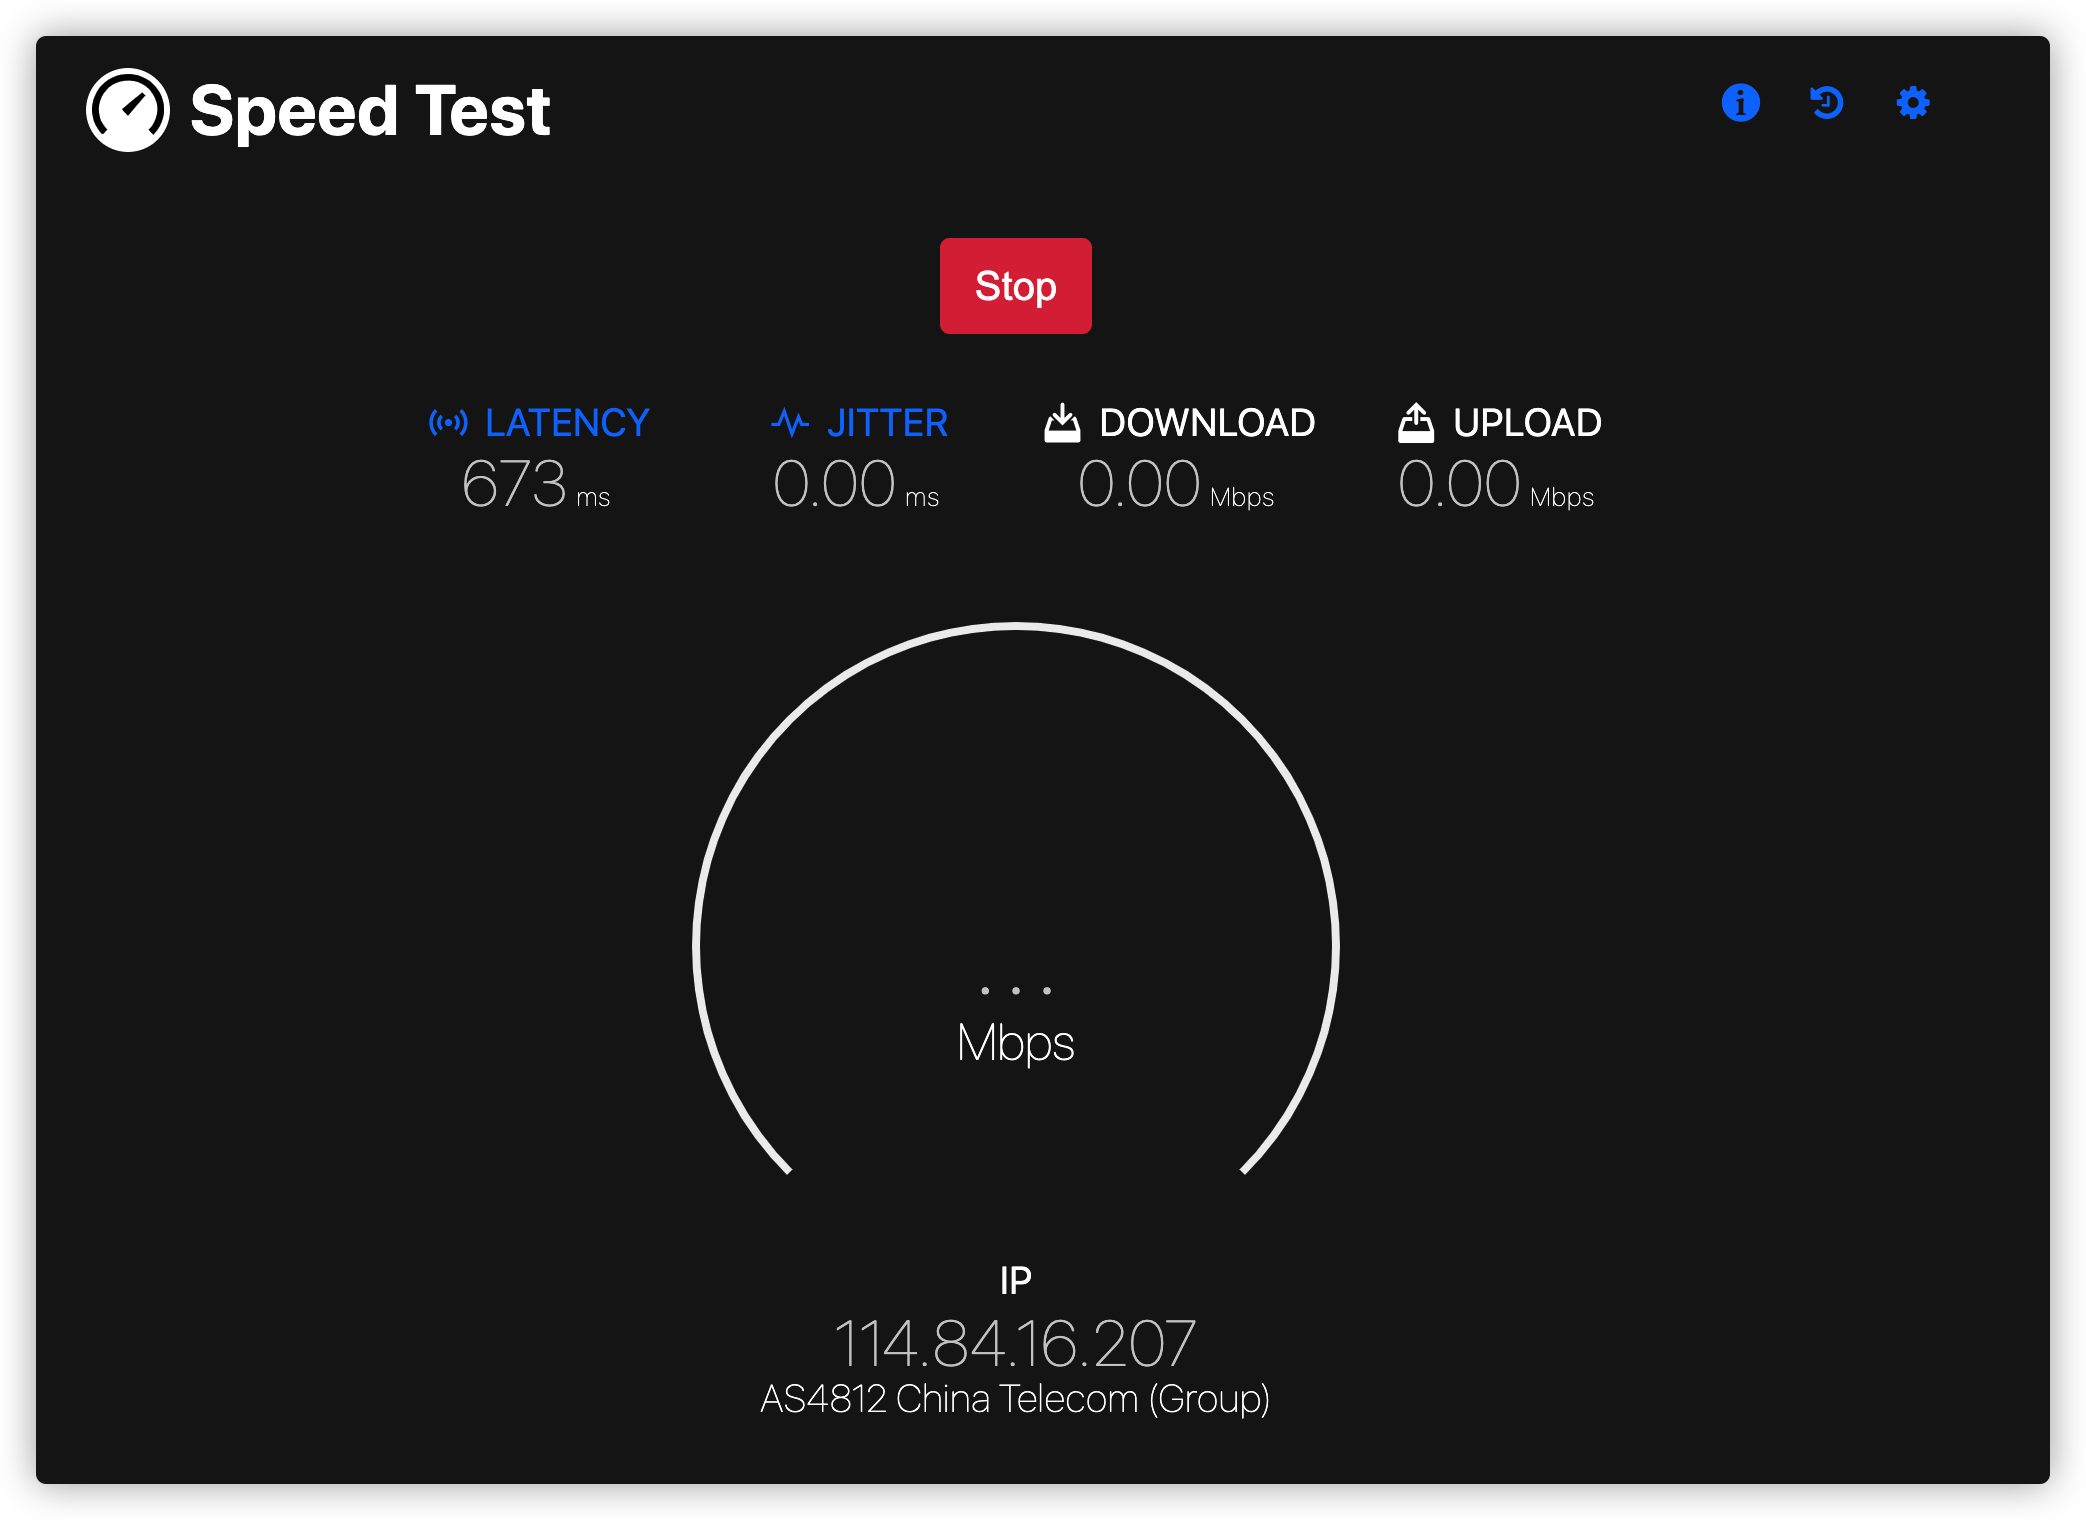 Speed Test
Stop
LATENCY
673 ms
JITTER
0.00 ms
DOWNLOAD
0.00 Mbps
UPLOAD
0.00 Mbps
...
Mbps
IP
114.84.16.207
AS4812 China Telecom (Group)